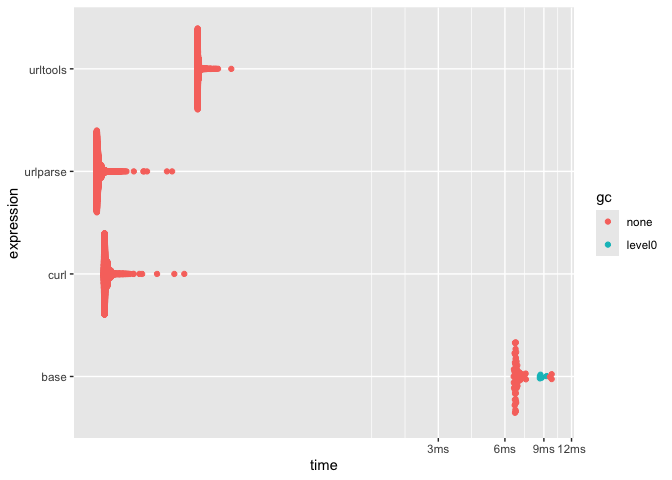 urltools
urlparse
curl
base
expression
3ms 6ms 9ms 12ms
time
gc
none
level0